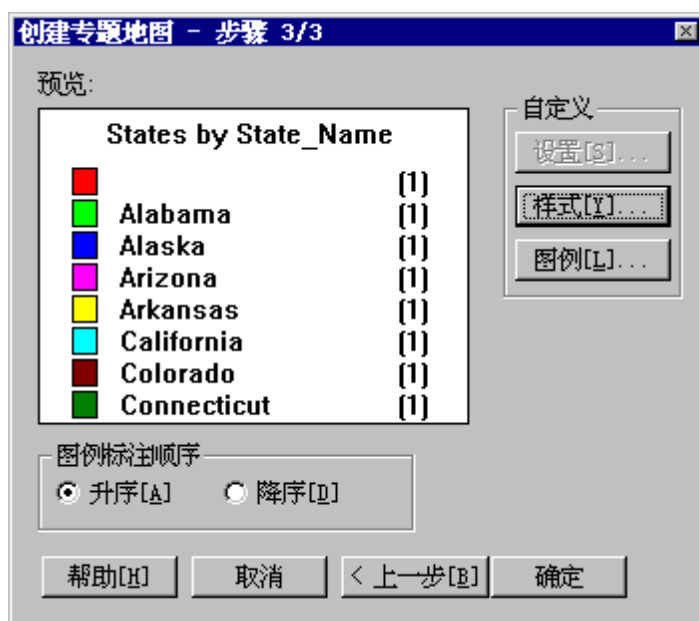 创建专题地图 - 步骤 3/3
预览:
States by State_Name
(1)
Alabama (1)
Alaska (1)
Arizona (1)
Arkansas (1)
California (1)
Colorado (1)
Connecticut (1)
自定义
设置[S]...
样式[Y]...
图例[L]...
图例标注顺序
升序[A] 降序[D]
帮助[H] 取消 < 上一步[B] 确定